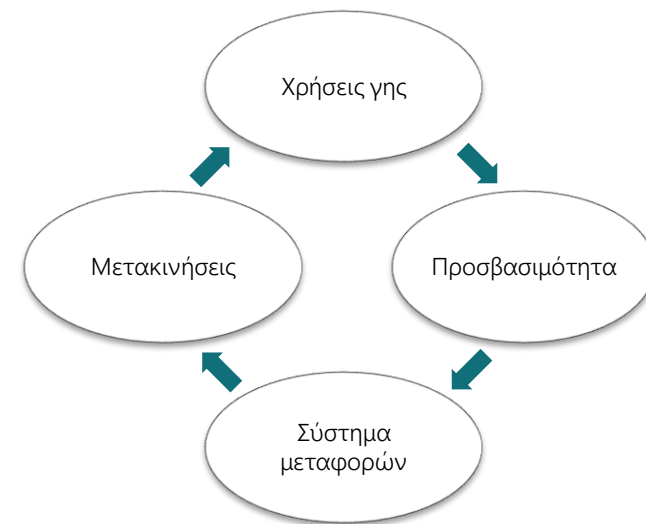 Χρήσεις γης
Μετακινήσεις
Προσβασιμότητα
Σύστημα
μεταφορών